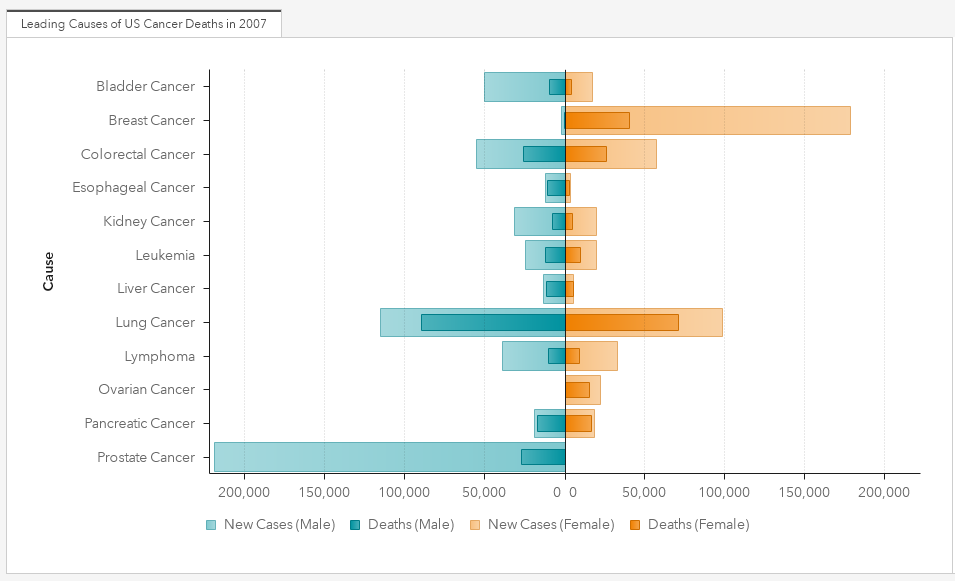 Leading Causes of US Cancer Deaths in 2007
Bladder Cancer
Breast Cancer
Colorectal Cancer
Esophageal Cancer
Kidney Cancer
Leukemia
Liver Cancer
Lung Cancer
Lymphoma
Ovarian Cancer
Pancreatic Cancer
Prostate Cancer
Cause
200,000 150,000 100,000 50,000 0 0 50,000 100,000 150,000 200,000
New Cases (Male) Deaths (Male) New Cases (Female) Deaths (Female)